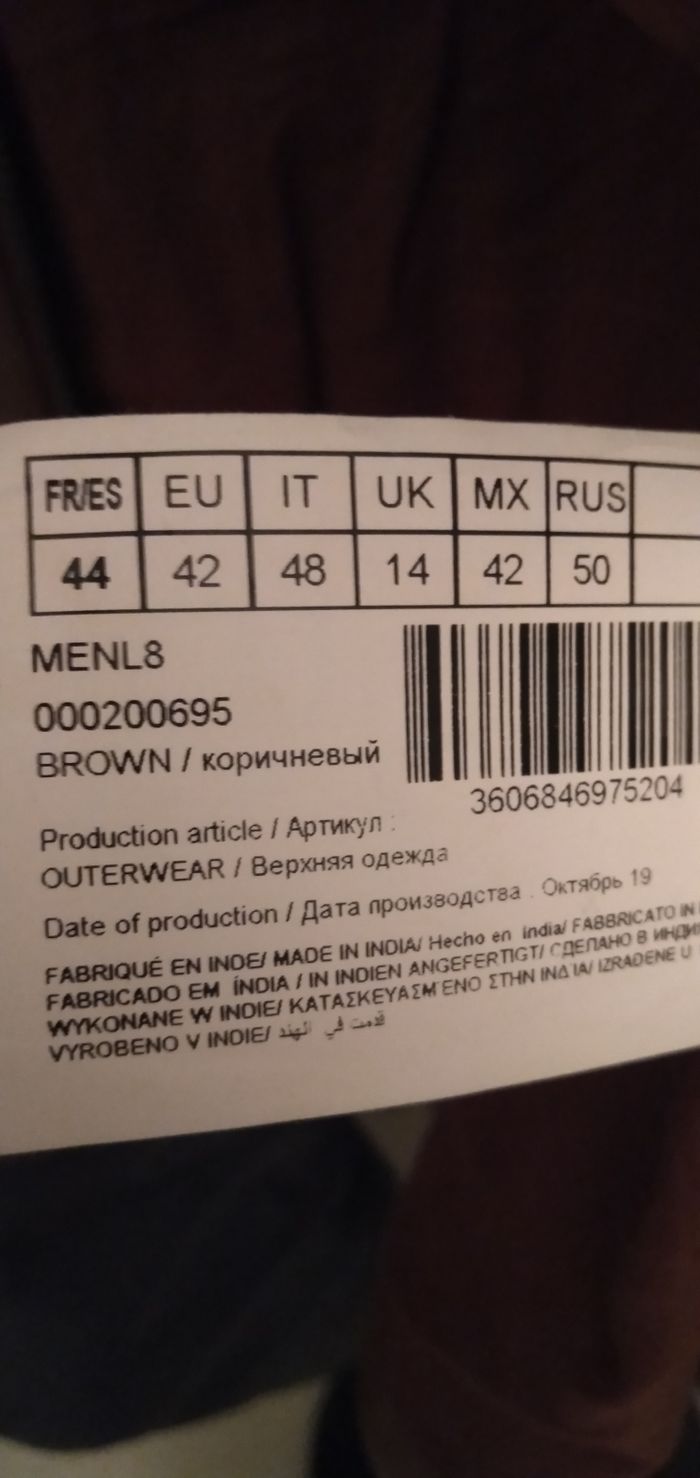 FR/ES EU IT UK MX RUS
44 42 48 14 42 50
MENL8
000200695
BROWN / коричневый
3606846975204
Production article / Артикул :
OUTERWEAR / Верхняя одежда
Date of production / Дата производства : Октябрь 19
FABRIQUÉ EN INDE/ MADE IN INDIA/ Hecho en india/ FABBRICATO IN
FABRICADO EM ÍNDIA / IN INDIEN ANGEFERTIGT/ СДЕЛАНО В ИНДИИ
WYKONANE W INDIE/ ΚΑΤΑΣΚΕΥΑΣΜΈΝΟ ΣΤΗΝ ΙΝΔΊΑ/ IZRAĐENE U
VYROBENO V INDIE/ في الهند